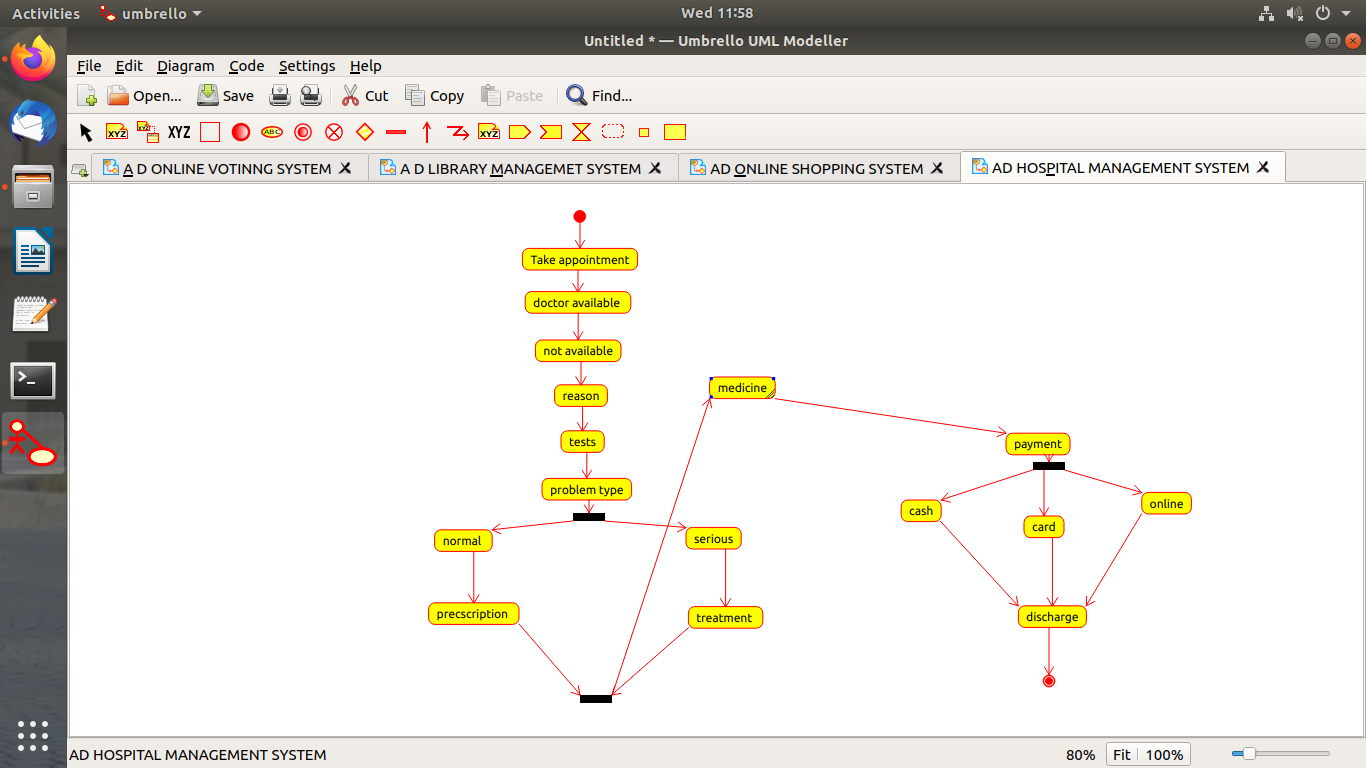 Activities umbrello Wed 11:58
Untitled * — Umbrello UML Modeller
File Edit Diagram Code Settings Help
Open... Save Cut Copy Paste Find...
XYZ XYZ XYZ ABC XYZ
A D ONLINE VOTINNG SYSTEM A D LIBRARY MANAGEMET SYSTEM AD ONLINE SHOPPING SYSTEM AD HOSPITAL MANAGEMENT SYSTEM
Take appointment
doctor available
not available
medicine
reason
tests
payment
problem type
cash
card
online
normal
serious
precscription
treatment
discharge
AD HOSPITAL MANAGEMENT SYSTEM 80% Fit 100%